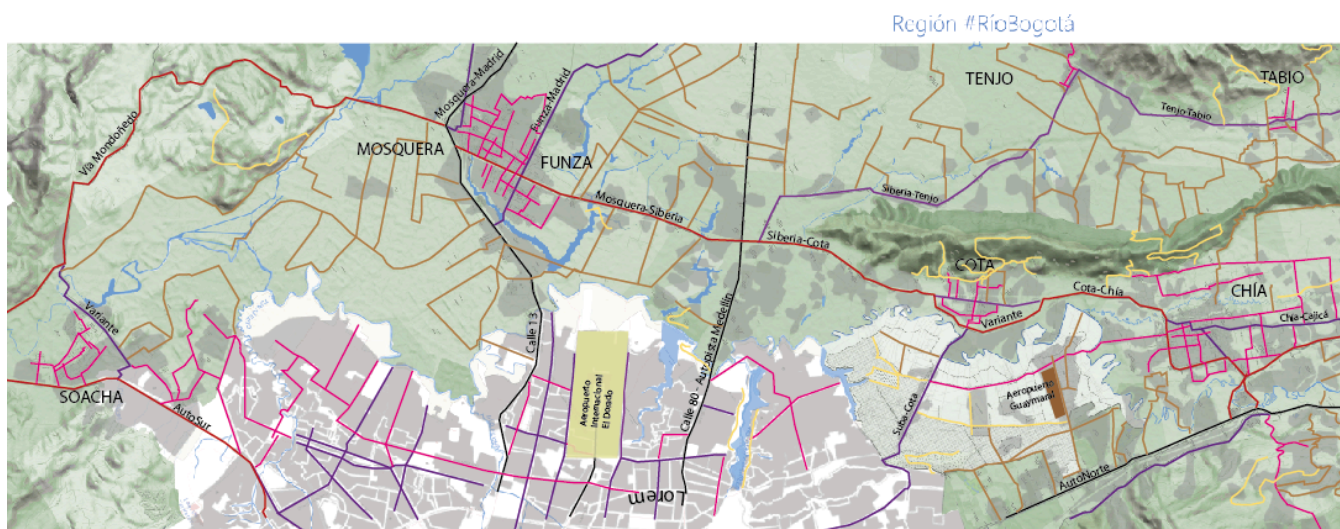 Región #RíoBogotá
TENJO
TABIO
Mosquera-Madrid
Funza-Madrid
Tenjo-Tabio
Vía Mondoñedo
MOSQUERA
FUNZA
Siberia-Tenjo
Mosquera-Siberia
Siberia-Cota
COTA
Cota-Chía
CHÍA
Variante
Variante
Chía-Cajicá
Calle 13
Calle 80 - Autopista Medellín
Aeropuerto
Internacional
El Dorado
Aeropuerto
Guaymaral
SOACHA
AutoSur
Suba-Cota
AutoNorte
Lorem